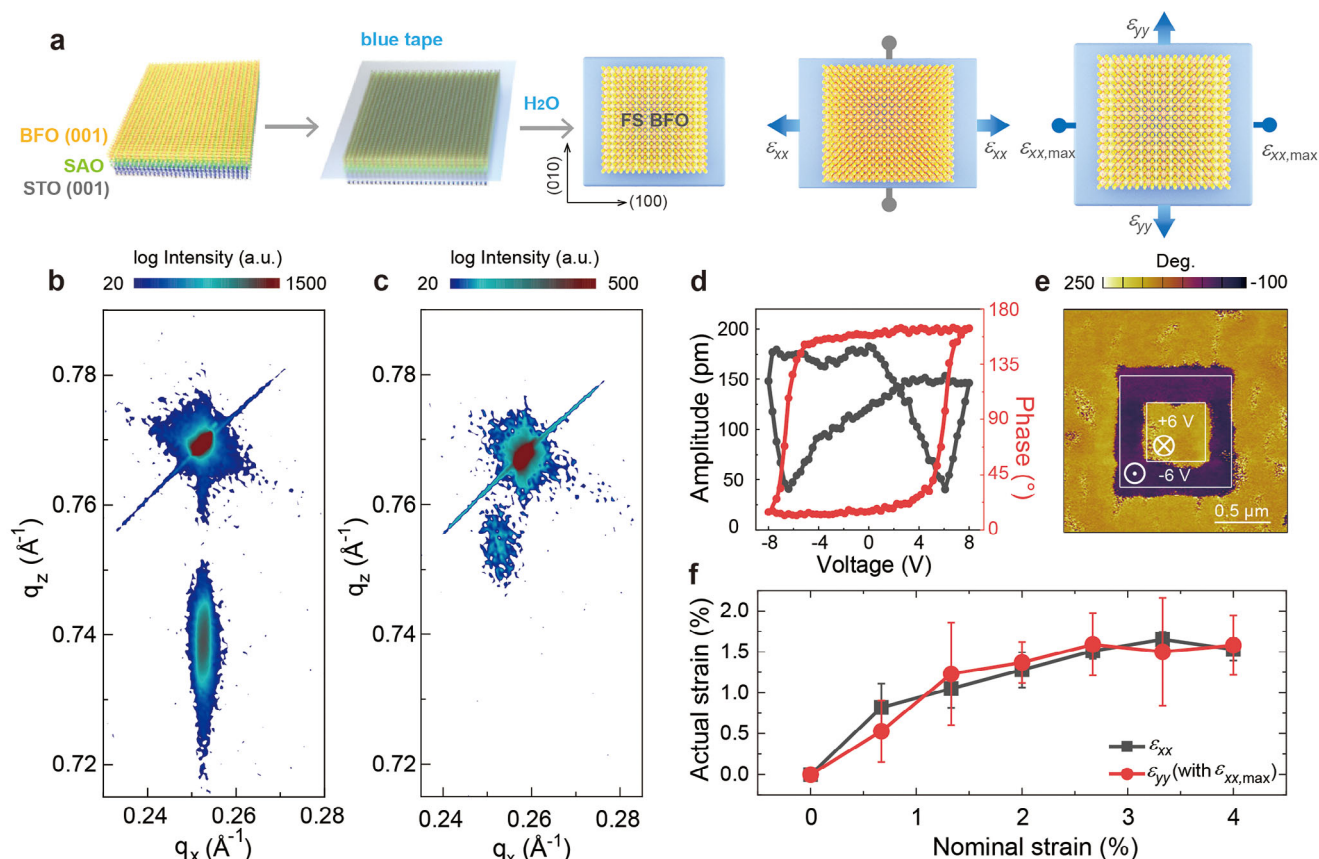 a
blue tape
H2O
BFO (001)
SAO
STO (001)
FS BFO
(010)
(100)
εxx
εxx
εyy
εxx,max
εxx,max
εyy
b
log Intensity (a.u.)
20
1500
0.78
0.76
0.74
0.72
qz (Å-1)
0.24 0.26 0.28
qx (Å-1)
c
log Intensity (a.u.)
20
500
0.78
0.76
0.74
0.72
qz (Å-1)
0.24 0.26 0.28
qx (Å-1)
d
200
150
100
50
0
Amplitude (pm)
180
135
90
45
0
Phase (°)
-8 -4 0 4 8
Voltage (V)
e
Deg.
250
-100
+6 V
-6 V
0.5 μm
f
2.0
1.5
1.0
0.5
0.0
Actual strain (%)
εxx
εyy (with εxx,max)
0 1 2 3 4
Nominal strain (%)